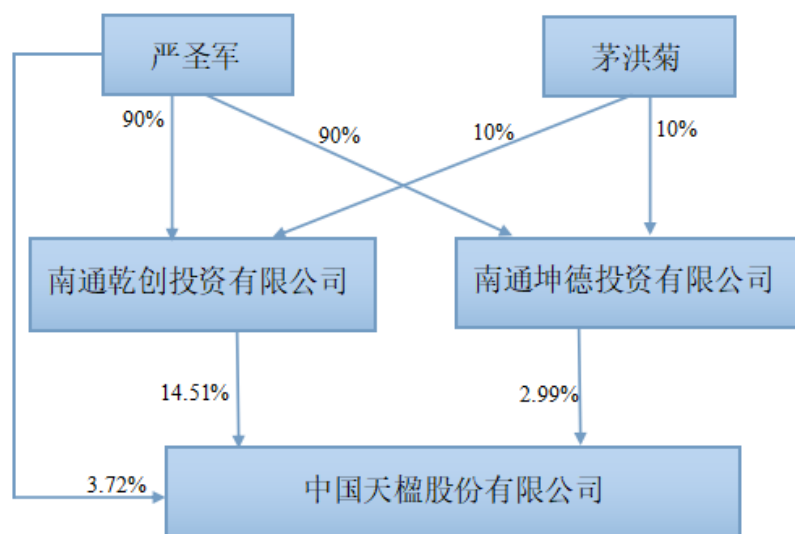 严圣军
茅洪菊
90%
90%
10%
10%
南通乾创投资有限公司
南通坤德投资有限公司
14.51%
2.99%
3.72%
中国天楹股份有限公司